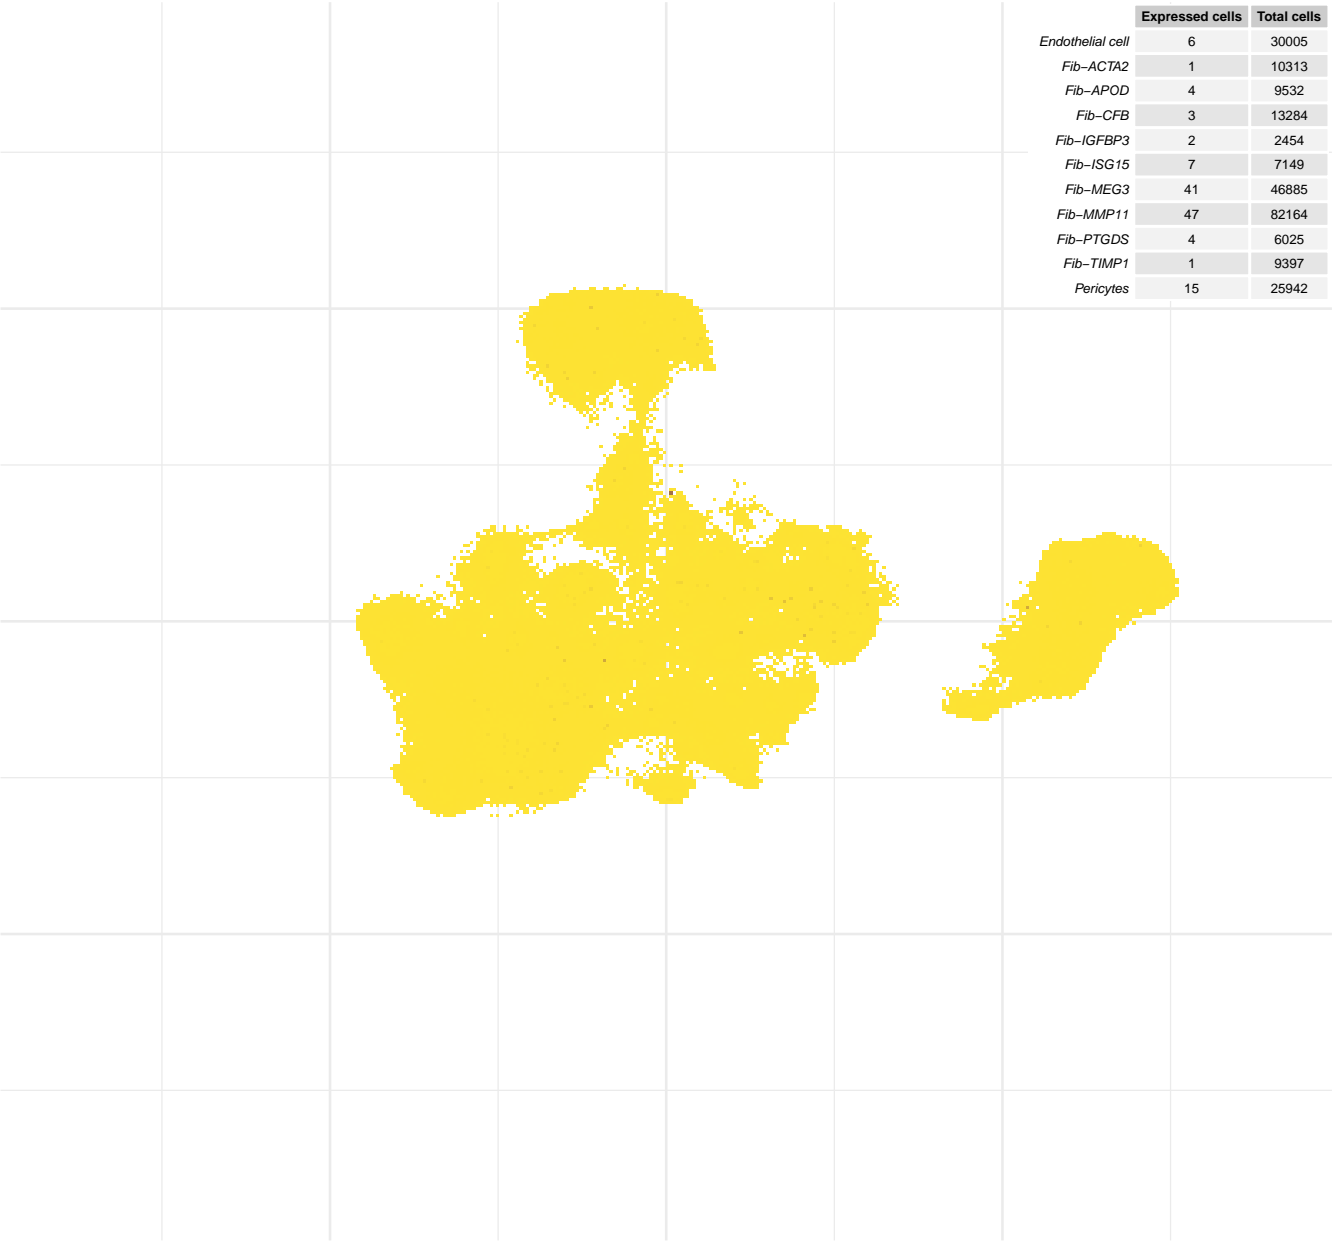 Expressed cells Total cells
Endothelial cell 6 30005
Fib−ACTA2 1 10313
Fib−APOD 4 9532
Fib−CFB 3 13284
Fib−IGFBP3 2 2454
Fib−ISG15 7 7149
Fib−MEG3 41 46885
Fib−MMP11 47 82164
Fib−PTGDS 4 6025
Fib−TIMP1 1 9397
Pericytes 15 25942